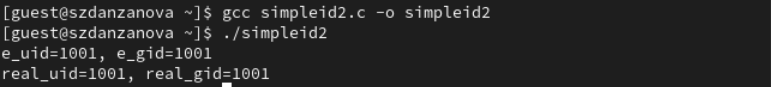 [guest@szdanzanova ~]$ gcc simpleid2.c -o simpleid2
[guest@szdanzanova ~]$ ./simpleid2
e_uid=1001, e_gid=1001
real_uid=1001, real_gid=1001